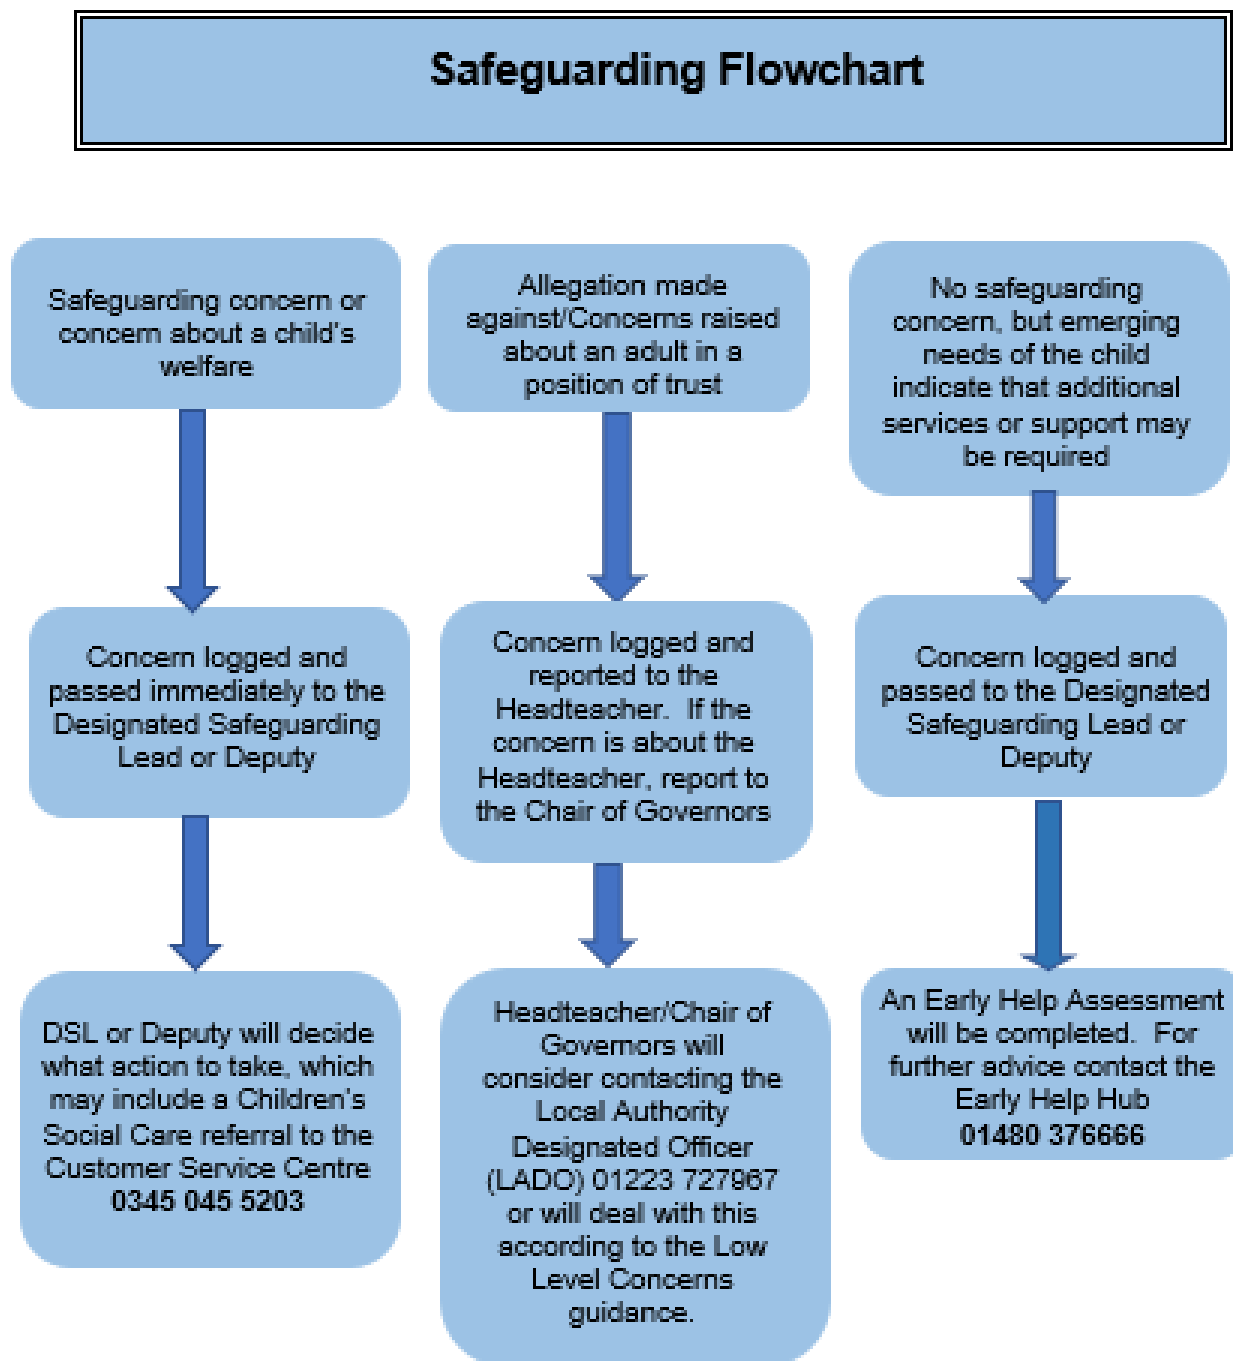 Safeguarding Flowchart
Safeguarding concern or
concern about a child's
welfare
Allegation made
against/Concerns raised
about an adult in a
position of trust
No safeguarding
concern, but emerging
needs of the child
indicate that additional
services or support may
be required
Concern logged and
passed immediately to the
Designated Safeguarding
Lead or Deputy
Concern logged and
reported to the
Headteacher. If the
concern is about the
Headteacher, report to
the Chair of Governors
Concern logged and
passed to the Designated
Safeguarding Lead or
Deputy
DSL or Deputy will decide
what action to take, which
may include a Children's
Social Care referral to the
Customer Service Centre
0345 045 5203
Headteacher/Chair of
Governors will
consider contacting the
Local Authority
Designated Officer
(LADO) 01223 727967
or will deal with this
according to the Low
Level Concerns
guidance.
An Early Help Assessment
will be completed. For
further advice contact the
Early Help Hub
01480 376666